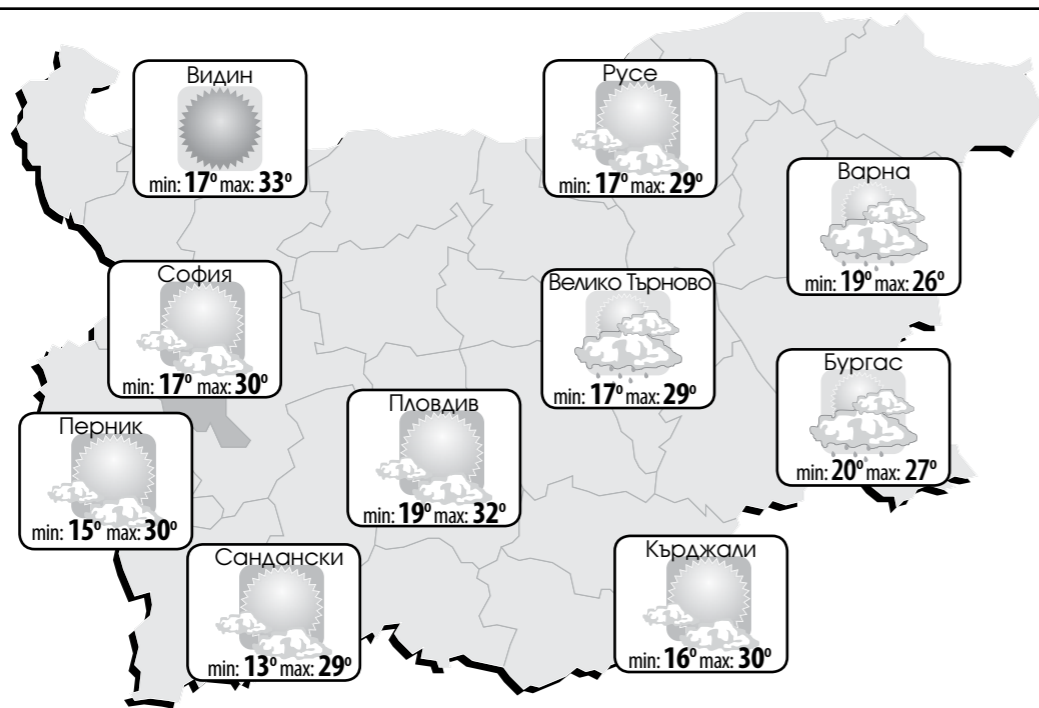 Видин
min: 17° max: 33°
Русе
min: 17° max: 29°
Варна
min: 19° max: 26°
София
min: 17° max: 30°
Велико Търново
min: 17° max: 29°
Бургас
min: 20° max: 27°
Пловдив
min: 19° max: 32°
Перник
min: 15° max: 30°
Сандански
min: 13° max: 29°
Кърджали
min: 16° max: 30°